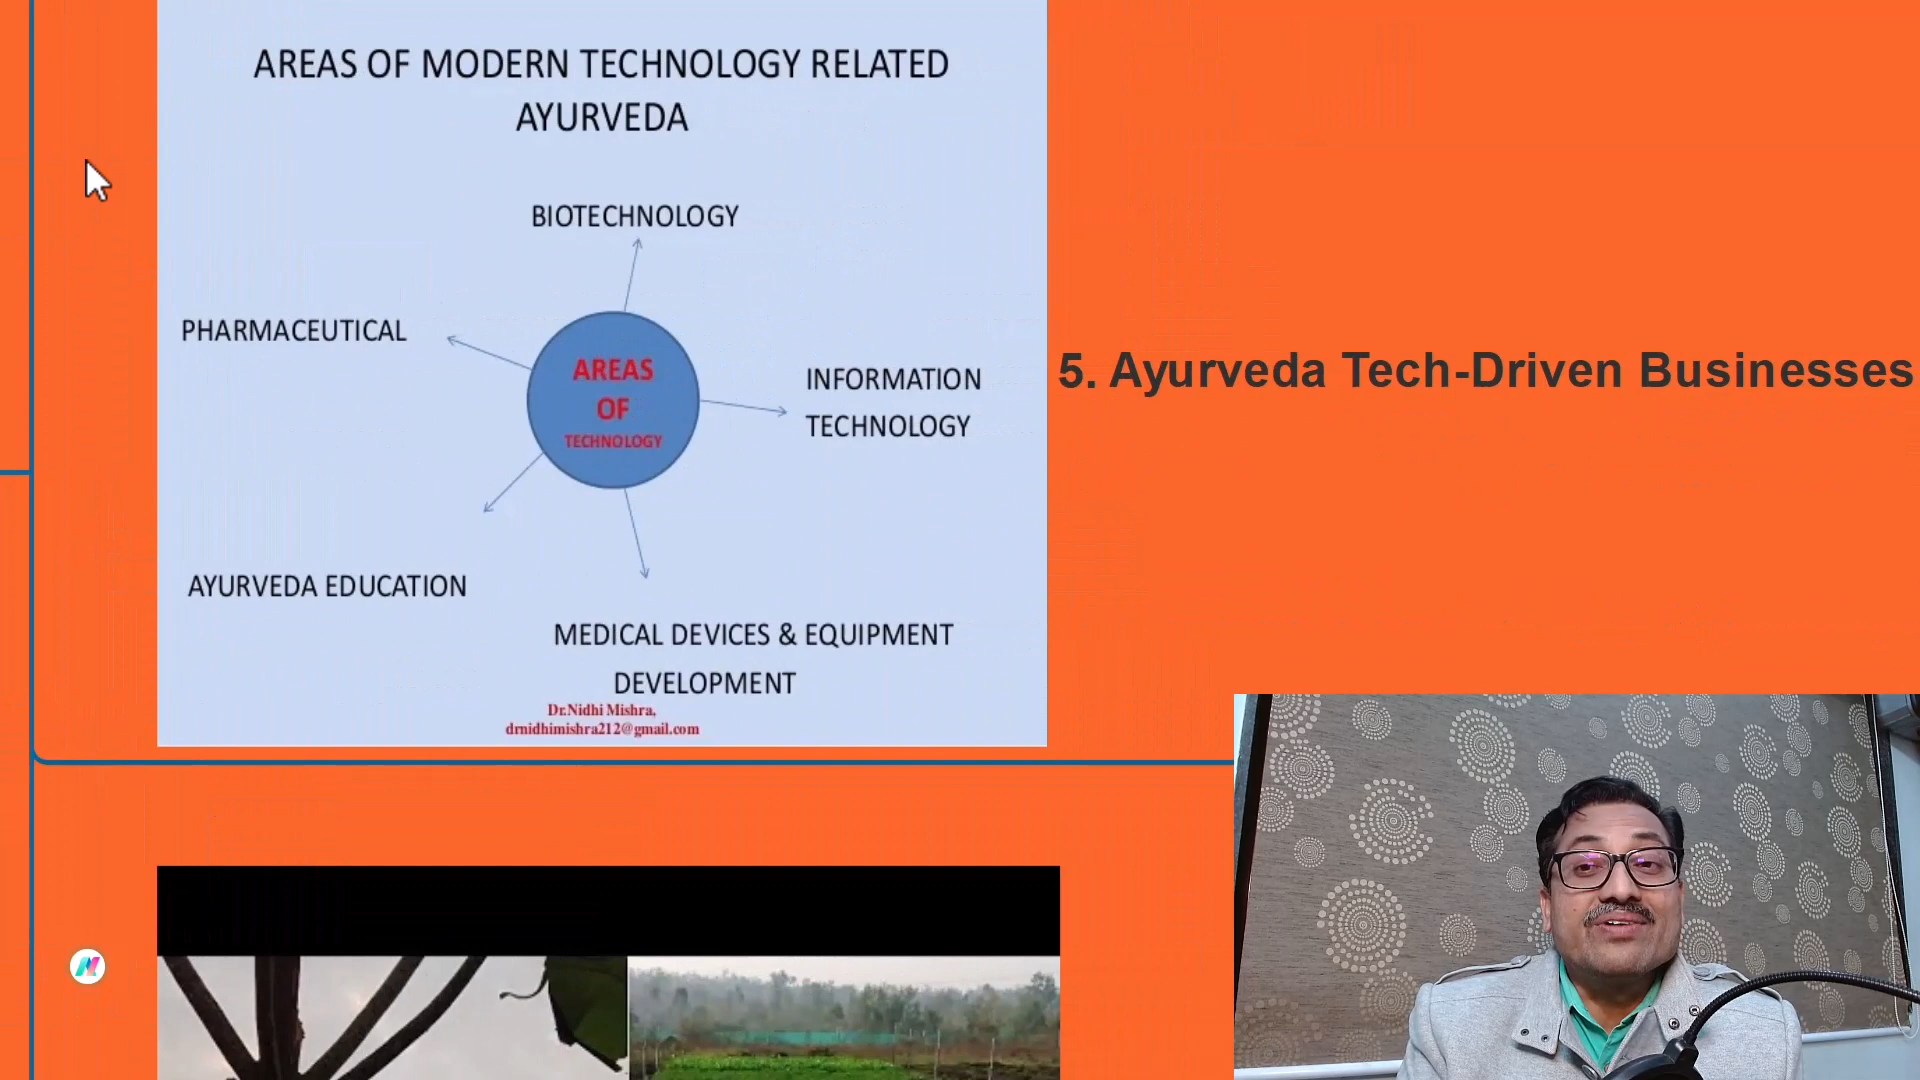 AREAS OF MODERN TECHNOLOGY RELATED
AYURVEDA
BIOTECHNOLOGY
PHARMACEUTICAL
AREAS
OF
TECHNOLOGY
INFORMATION
TECHNOLOGY
AYURVEDA EDUCATION
MEDICAL DEVICES & EQUIPMENT
DEVELOPMENT
Dr.Nidhi Mishra,
drnidhimishra212@gmail.com
5. Ayurveda Tech-Driven Businesses